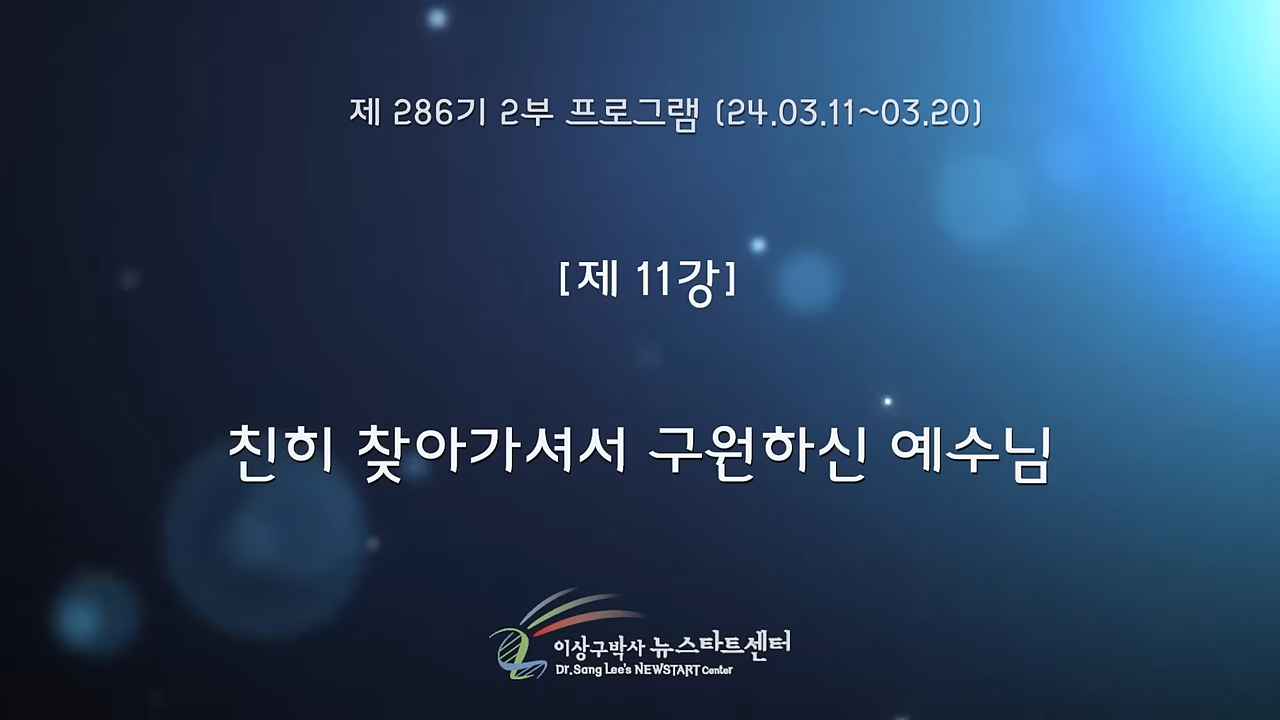 제 286기 2부 프로그램 (24.03.11~03.20)
[제 11강]
친히 찾아가셔서 구원하신 예수님
이상구박사 뉴스타트센터
Dr.Sang Lee's NEWSTART Center